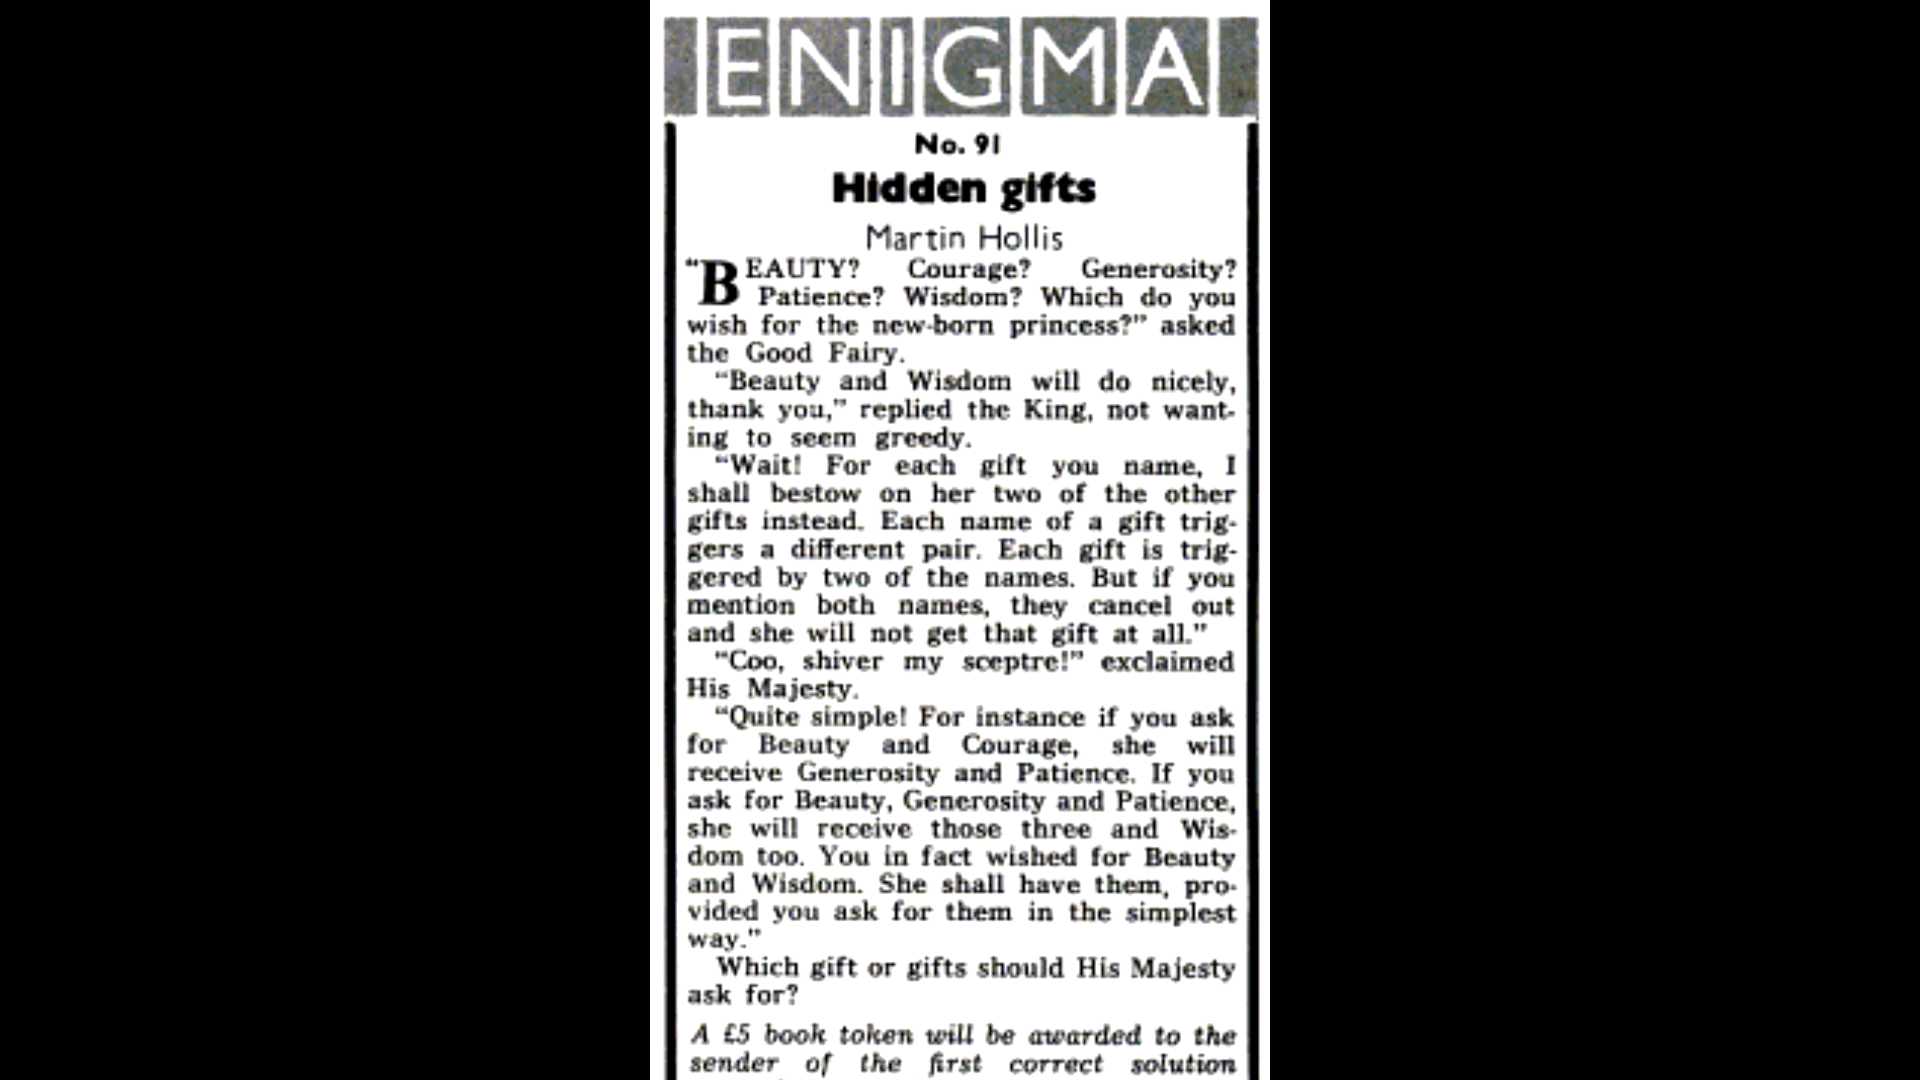 ENIGMA
No. 91
Hidden gifts
Martin Hollis
"BEAUTY? Courage? Generosity?
Patience? Wisdom? Which do you
wish for the new-born princess?" asked
the Good Fairy.
"Beauty and Wisdom will do nicely,
thank you," replied the King, not want-
ing to seem greedy.
"Wait! For each gift you name, I
shall bestow on her two of the other
gifts instead. Each name of a gift trig-
gers a different pair. Each gift is trig-
gered by two of the names. But if you
mention both names, they cancel out
and she will not get that gift at all."
"Coo, shiver my sceptre!" exclaimed
His Majesty.
"Quite simple! For instance if you ask
for Beauty and Courage, she will
receive Generosity and Patience. If you
ask for Beauty, Generosity and Patience,
she will receive those three and Wis-
dom too. You in fact wished for Beauty
and Wisdom. She shall have them, pro-
vided you ask for them in the simplest
way."
Which gift or gifts should His Majesty
ask for?
A £5 book token will be awarded to the
sender of the first correct solution